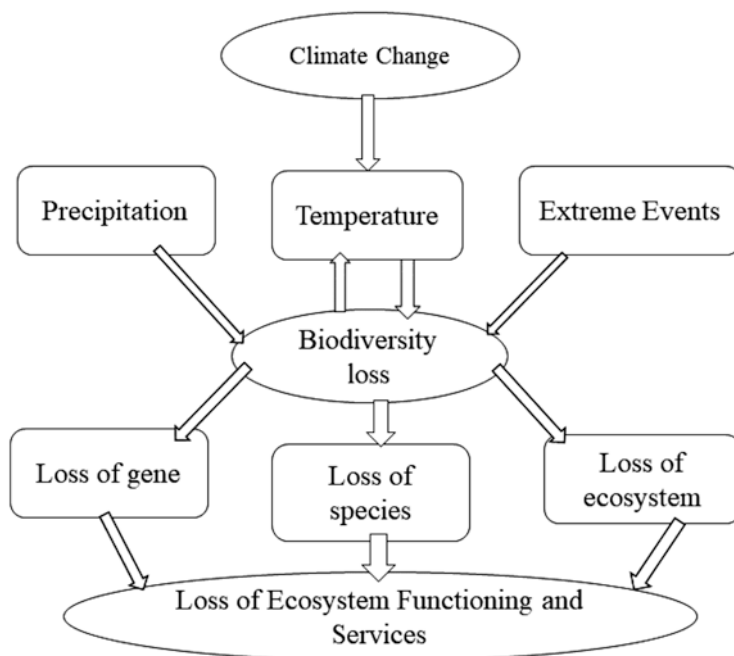 Climate Change
Precipitation
Temperature
Extreme Events
Biodiversity
loss
Loss of gene
Loss of
species
Loss of
ecosystem
Loss of Ecosystem Functioning and
Services